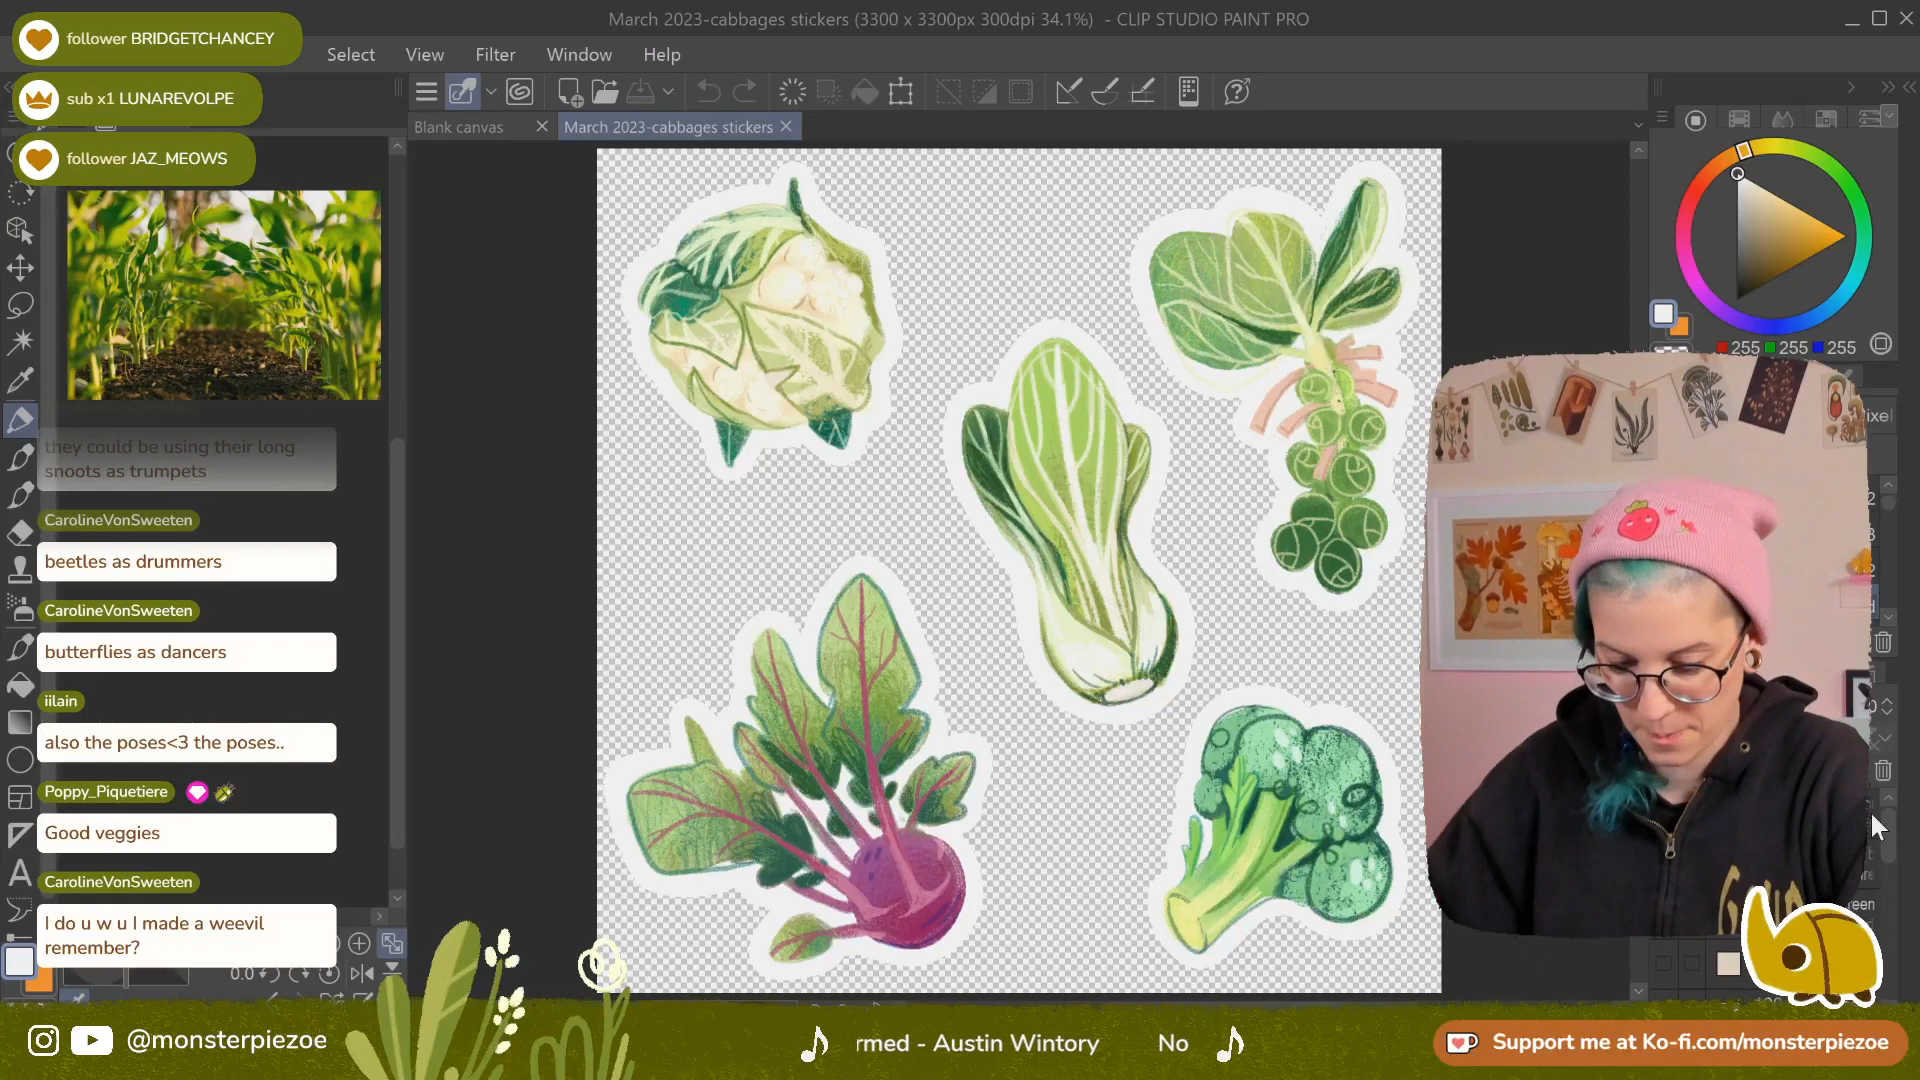 March 2023-cabbages stickers (3300 x 3300px 300dpi 34.1%) - CLIP STUDIO PAINT PRO
follower BRIDGETCHANCEY
Select View Filter Window Help
sub x1 LUNAREVOLPE
Blank canvas
March 2023-cabbages stickers
follower JAZ_MEOWS
255 255 255
they could be using their long
snoots as trumpets
CarolineVonSweeten
beetles as drummers
CarolineVonSweeten
butterflies as dancers
iilain
also the poses<3 the poses..
Poppy_Piquetiere
Good veggies
CarolineVonSweeten
I do u w u I made a weevil
remember?
0.0
@monsterpiezoe
rmed - Austin Wintory
No
Support me at Ko-fi.com/monsterpiezoe